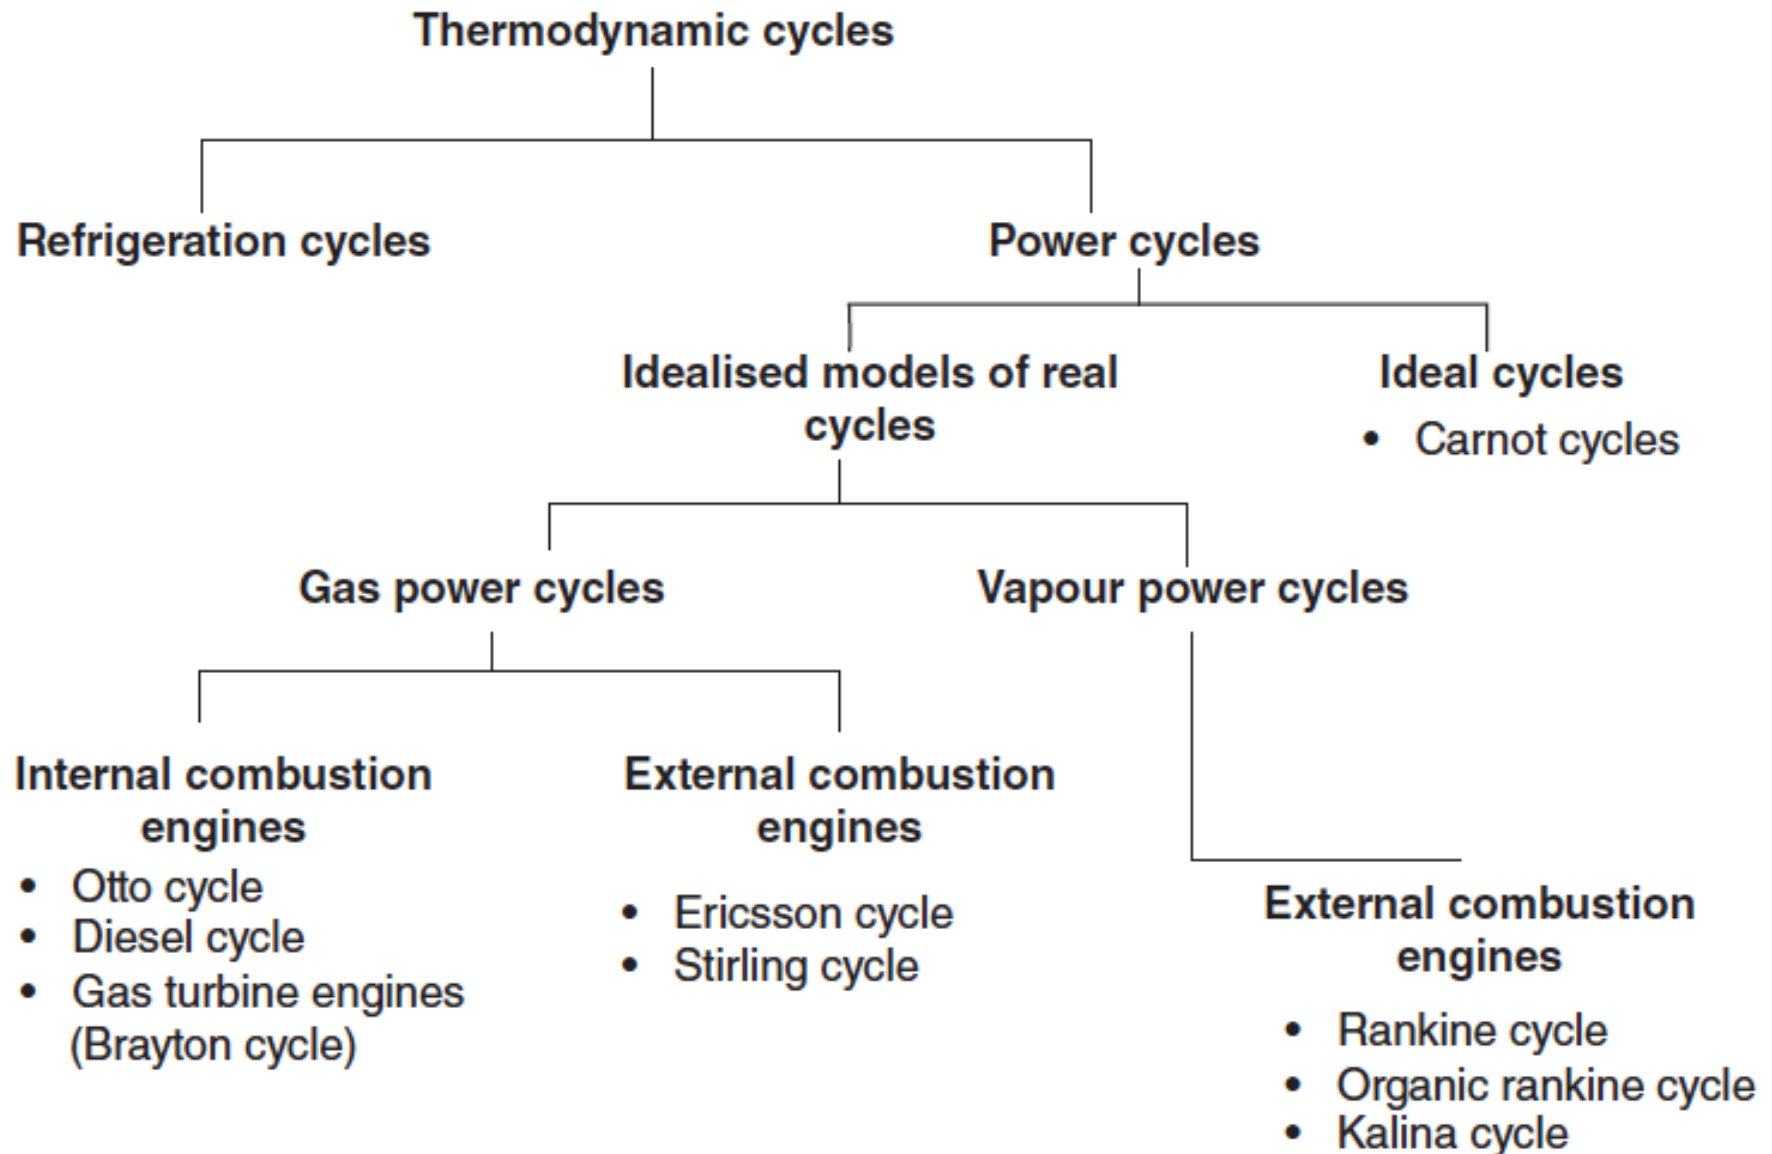 Thermodynamic cycles
Refrigeration cycles
Power cycles
Idealised models of real
cycles
Ideal cycles
• Carnot cycles
Gas power cycles
Vapour power cycles
Internal combustion
engines
• Otto cycle
• Diesel cycle
• Gas turbine engines
(Brayton cycle)
External combustion
engines
• Ericsson cycle
• Stirling cycle
External combustion
engines
• Rankine cycle
• Organic rankine cycle
• Kalina cycle